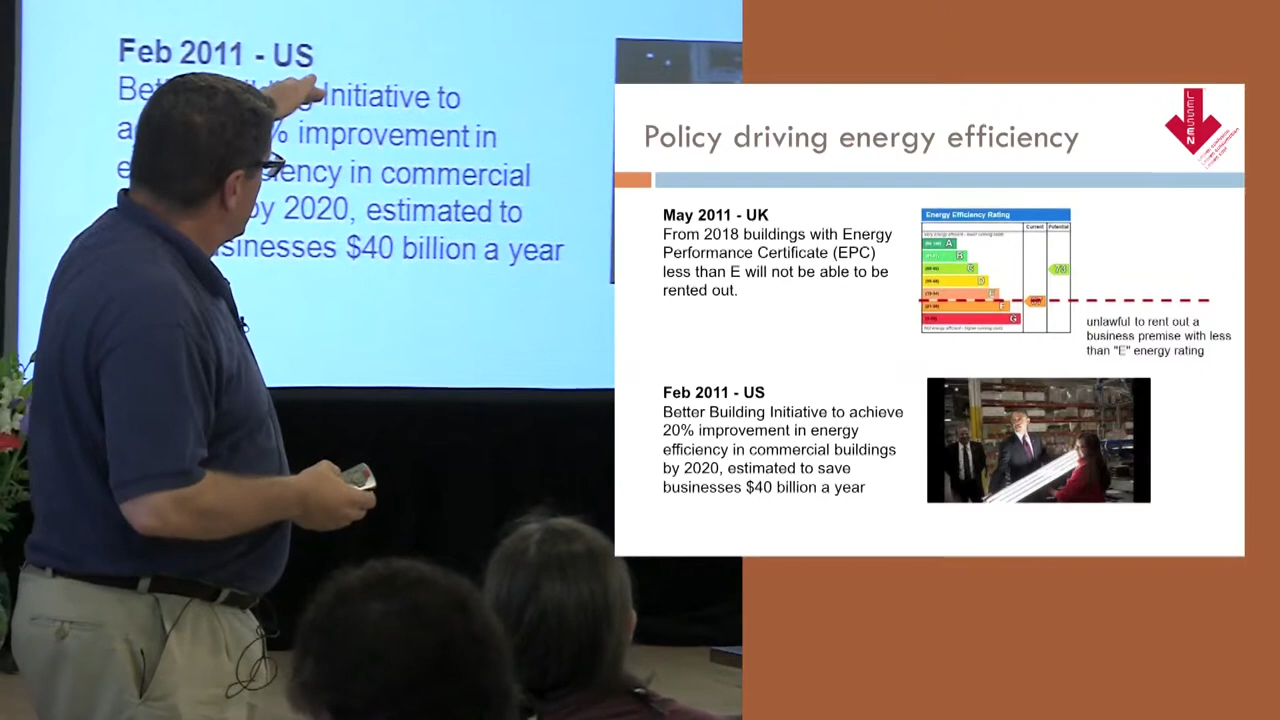 Feb 2011 - US
Initiative to
% improvement in
in commercial
by 2020, estimated to
$40 billion a year
LESSEN
Policy driving energy efficiency
May 2011 - UK
From 2018 buildings with Energy
Performance Certificate (EPC)
less than E will not be able to be
rented out.
Energy Efficiency Rating
Current Potential
A
B
C
D
E
F
G
unlawful to rent out a
business premise with less
than "E" energy rating
Feb 2011 - US
Better Building Initiative to achieve
20% improvement in energy
efficiency in commercial buildings
by 2020, estimated to save
businesses $40 billion a year